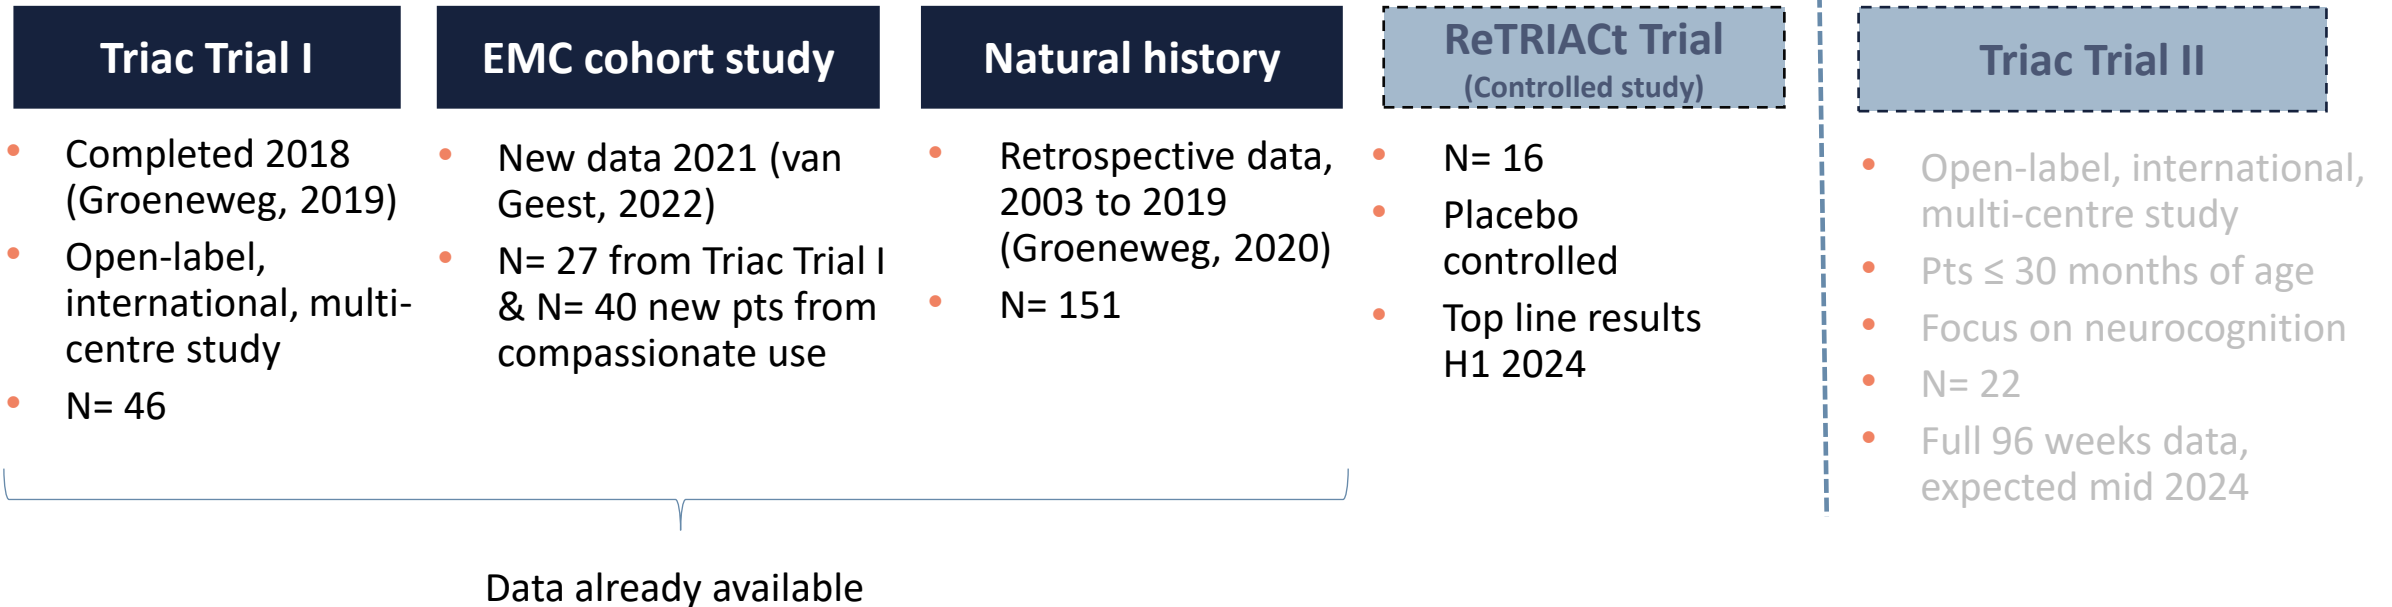 Triac Trial I
• Completed 2018
(Groeneweg, 2019)
• Open-label,
international, multi-
centre study
• N= 46
EMC cohort study
• New data 2021 (van
Geest, 2022)
• N= 27 from Triac Trial I
& N= 40 new pts from
compassionate use
Natural history
• Retrospective data,
2003 to 2019
(Groeneweg, 2020)
• N= 151
Data already available
ReTRIACt Trial
(Controlled study)
• N= 16
• Placebo
controlled
• Top line results
H1 2024
Triac Trial II
• Open-label, international,
multi-centre study
• Pts ≤ 30 months of age
• Focus on neurocognition
• N= 22
• Full 96 weeks data,
expected mid 2024